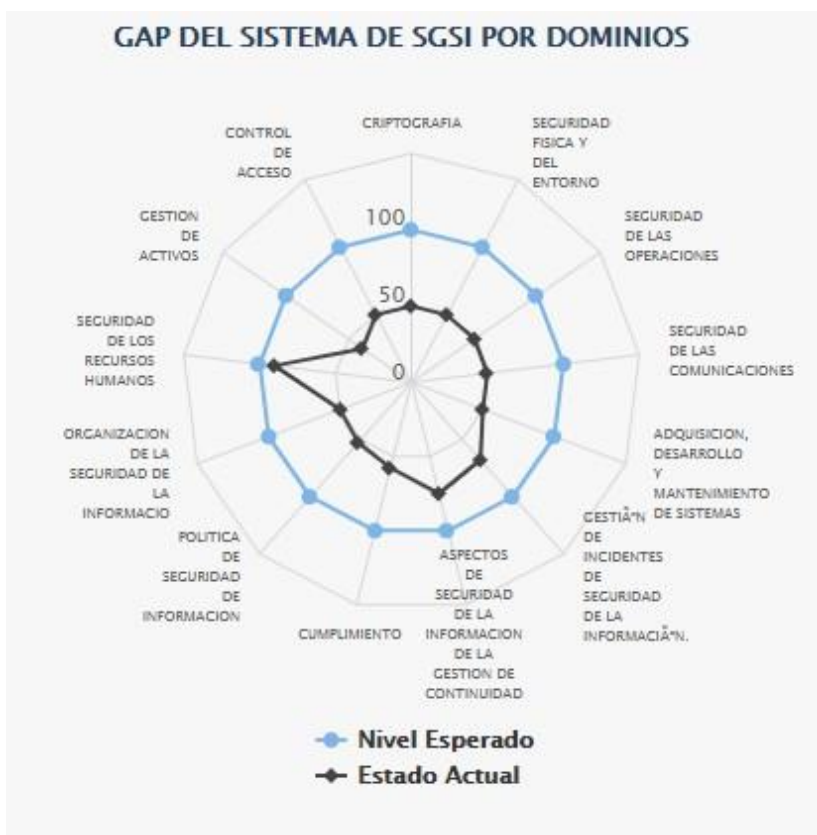 GAP DEL SISTEMA DE SGSI POR DOMINIOS
CRIPTOGRAFIA
SEGURIDAD
FISICA Y
DEL
ENTORNO
SEGURIDAD
DE LAS
OPERACIONES
SEGURIDAD
DE LAS
COMUNICACIONES
ADQUISICION,
DESARROLLO
Y
MANTENIMIENTO
DE SISTEMAS
GESTIÃ"N
DE
INCIDENTES
DE
SEGURIDAD
DE LA
INFORMACIÃ"N.
ASPECTOS
DE
SEGURIDAD
DE LA
INFORMACION
DE LA
GESTION DE
CONTINUIDAD
CUMPLIMIENTO
POLITICA
DE
SEGURIDAD
DE
INFORMACION
ORGANIZACION
DE LA
SEGURIDAD DE
LA
INFORMACIO
SEGURIDAD
DE LOS
RECURSOS
HUMANOS
GESTION
DE
ACTIVOS
CONTROL
DE
ACCESO
100
50
0
Nivel Esperado
Estado Actual